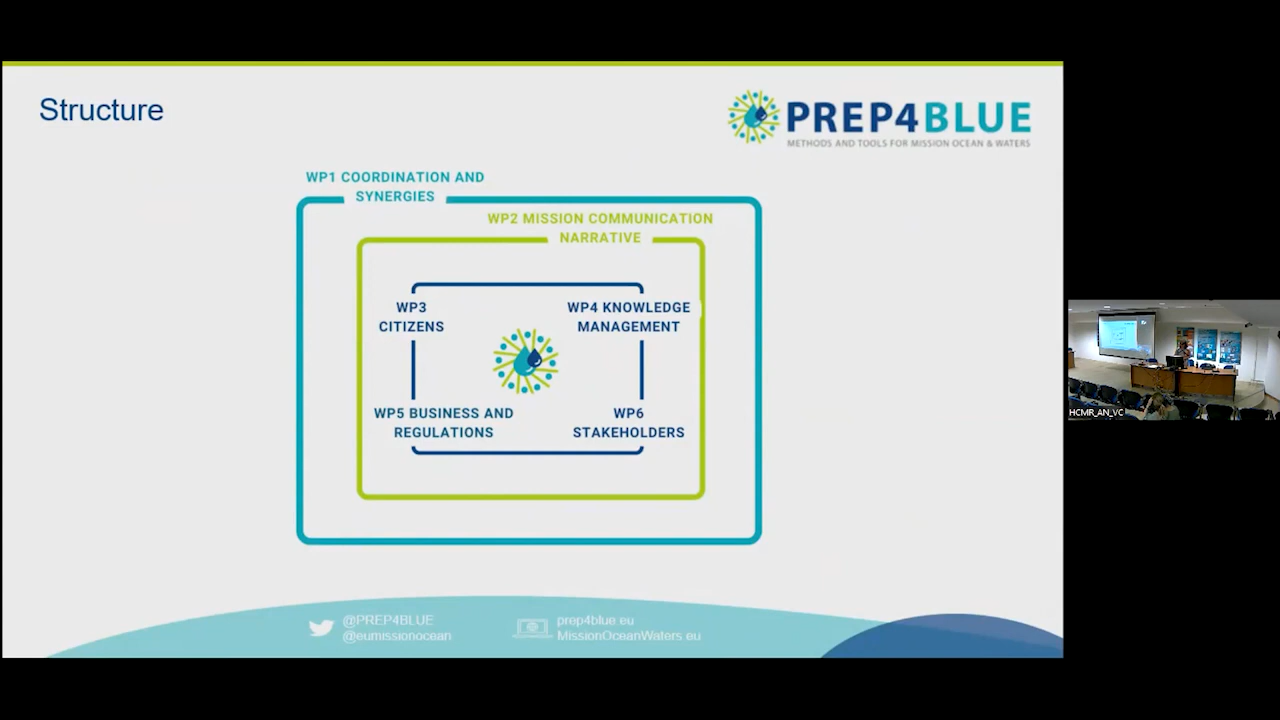 Structure
PREP4BLUE
METHODS AND TOOLS FOR MISSION OCEAN & WATERS
WP1 COORDINATION AND
SYNERGIES
WP2 MISSION COMMUNICATION
NARRATIVE
WP3
CITIZENS
WP4 KNOWLEDGE
MANAGEMENT
WP5 BUSINESS AND
REGULATIONS
WP6
STAKEHOLDERS
@PREP4BLUE
@eumissionocean
prep4blue.eu
MissionOceanWaters.eu
HCMR_AN_VC